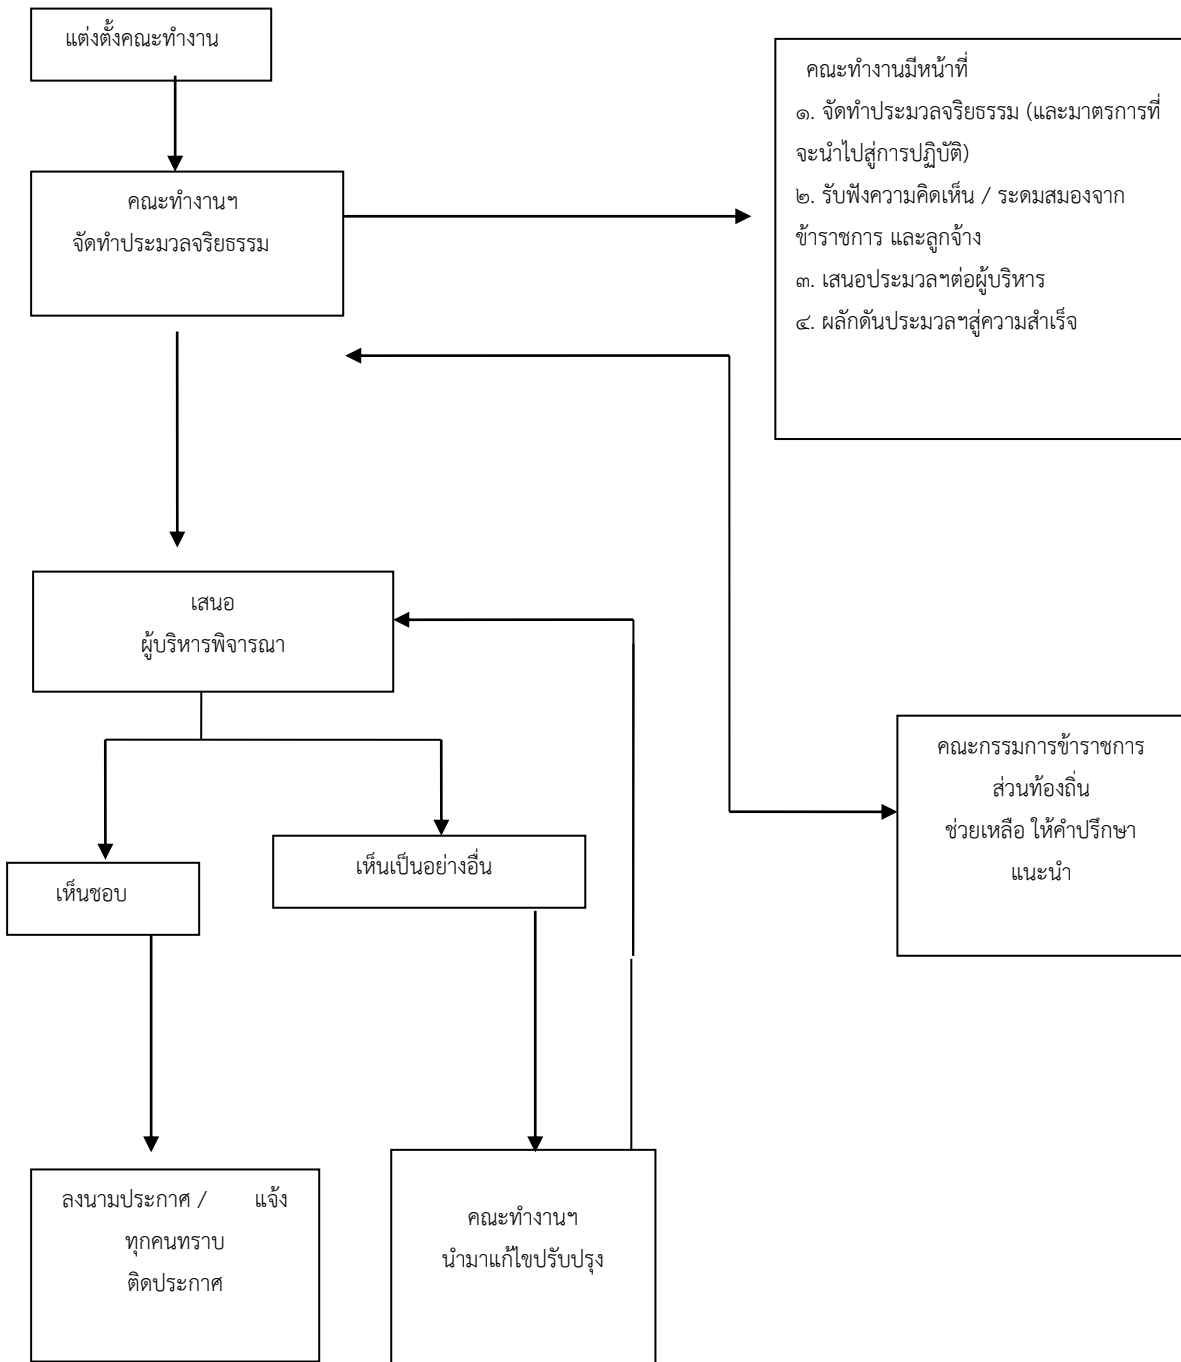 แต่งตั้งคณะทำงาน
คณะทำงานมีหน้าที่
๑. จัดทำประมวลจริยธรรม (และมาตรการที่
จะนำไปสู่การปฏิบัติ)
๒. รับฟังความคิดเห็น / ระดมสมองจาก
ข้าราชการ และลูกจ้าง
๓. เสนอประมวลฯต่อผู้บริหาร
๔. ผลักดันประมวลฯสู่ความสำเร็จ
คณะทำงานฯ
จัดทำประมวลจริยธรรม
เสนอ
ผู้บริหารพิจารณา
คณะกรรมการข้าราชการ
ส่วนท้องถิ่น
ช่วยเหลือ ให้คำปรึกษา
แนะนำ
เห็นชอบ
เห็นเป็นอย่างอื่น
ลงนามประกาศ / แจ้ง
ทุกคนทราบ
ติดประกาศ
คณะทำงานฯ
นำมาแก้ไขปรับปรุง